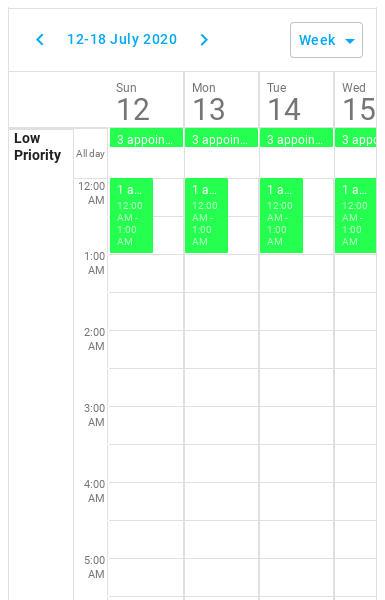 12-18 July 2020
Week
Sun
Mon
Tue
Wed
12
13
14
15
Low
Priority
All day
3 appoin...
3 appoin...
3 appoin...
3 appo
12:00
AM
1 a...
12:00
AM -
1:00
AM
1 a...
12:00
AM -
1:00
AM
1 a...
12:00
AM -
1:00
AM
1 a...
12:00
AM -
1:00
AM
1:00
AM
2:00
AM
3:00
AM
4:00
AM
5:00
AM